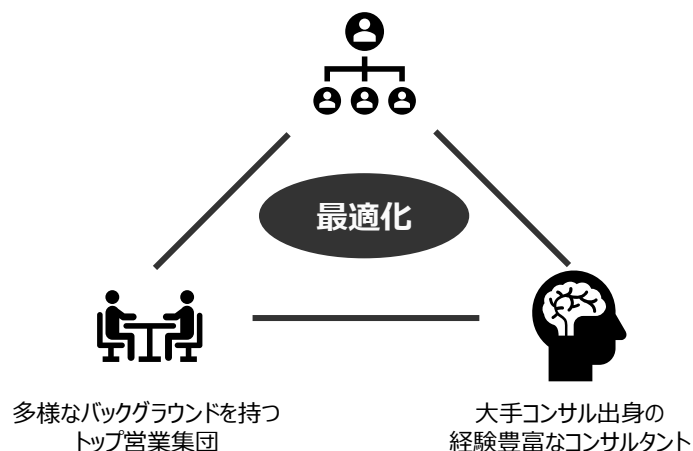 最適化
多様なバックグラウンドを持つ
トップ営業集団
大手コンサル出身の
経験豊富なコンサルタント